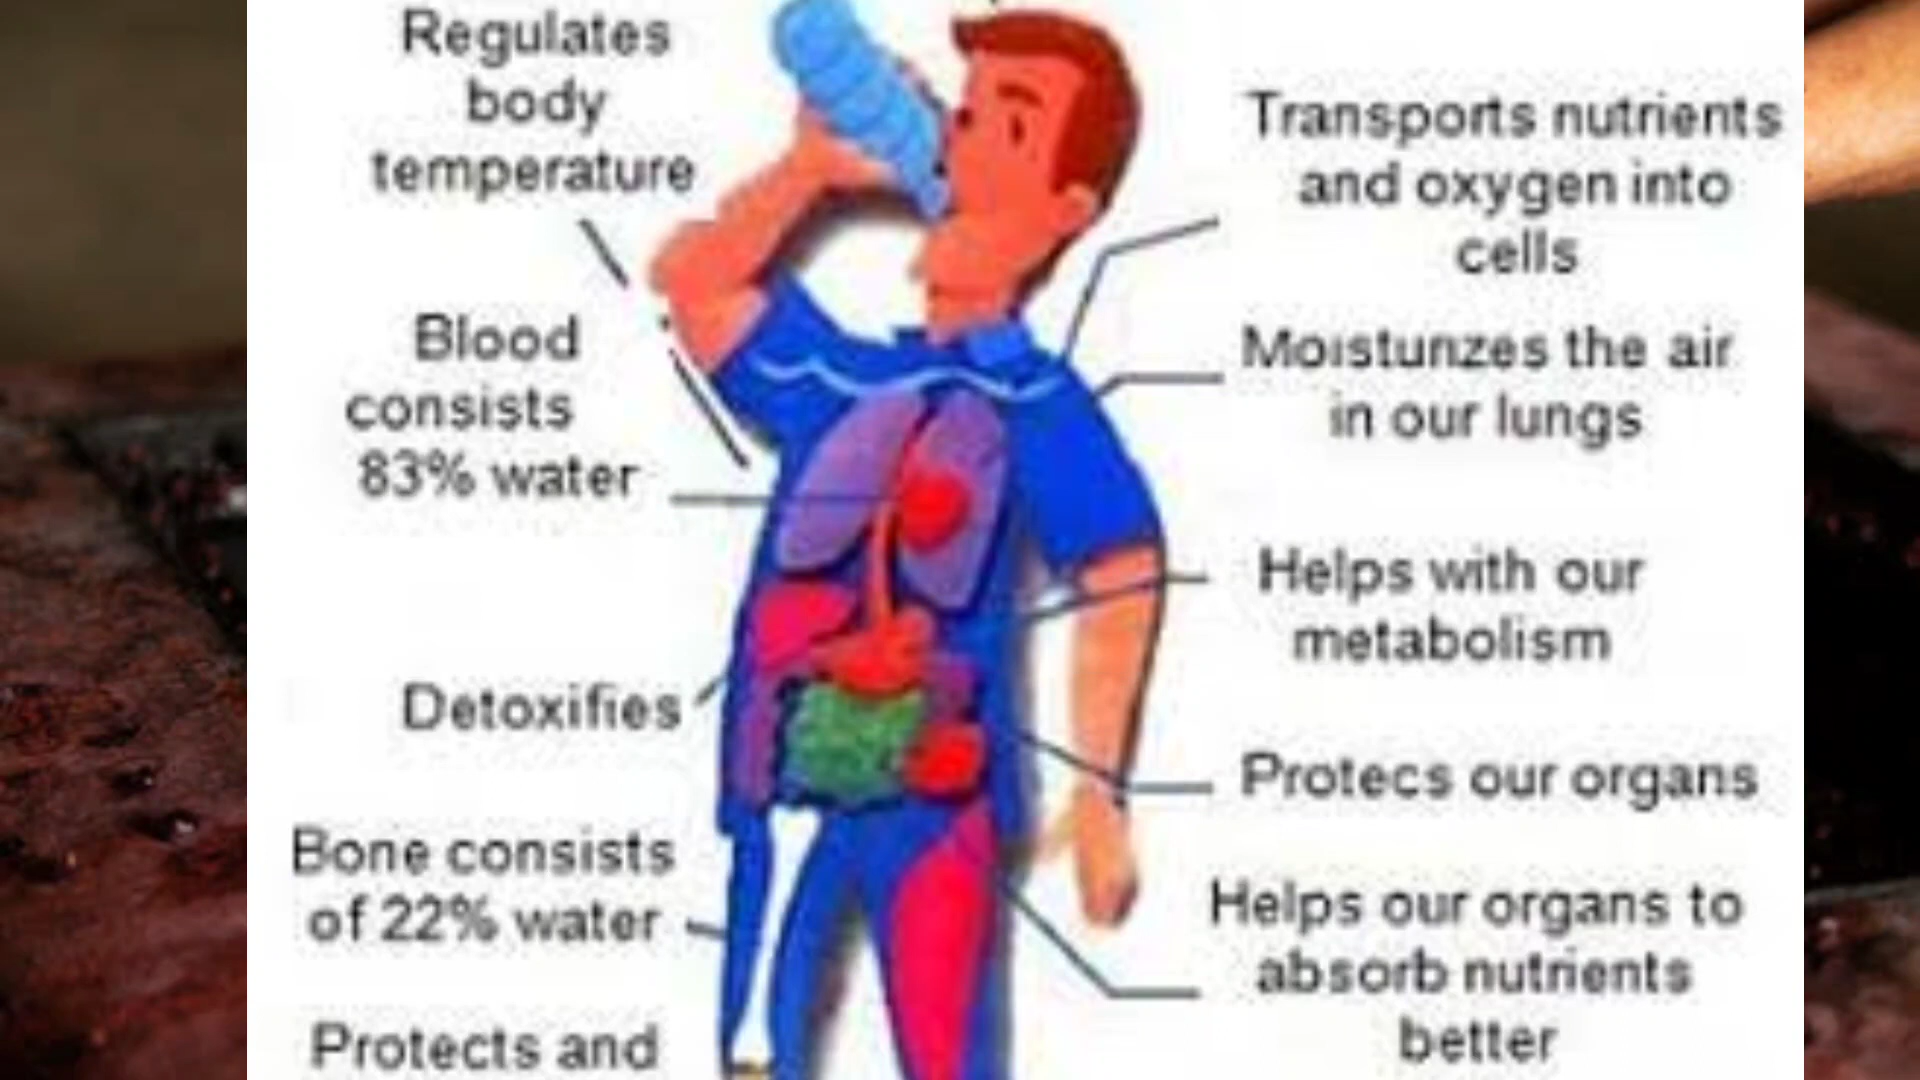 Regulates
body
temperature
Blood
consists
83% water
Detoxifies
Bone consists
of 22% water
Protects and
Transports nutrients
and oxygen into
cells
Moisturizes the air
in our lungs
Helps with our
metabolism
Protecs our organs
Helps our organs to
absorb nutrients
better